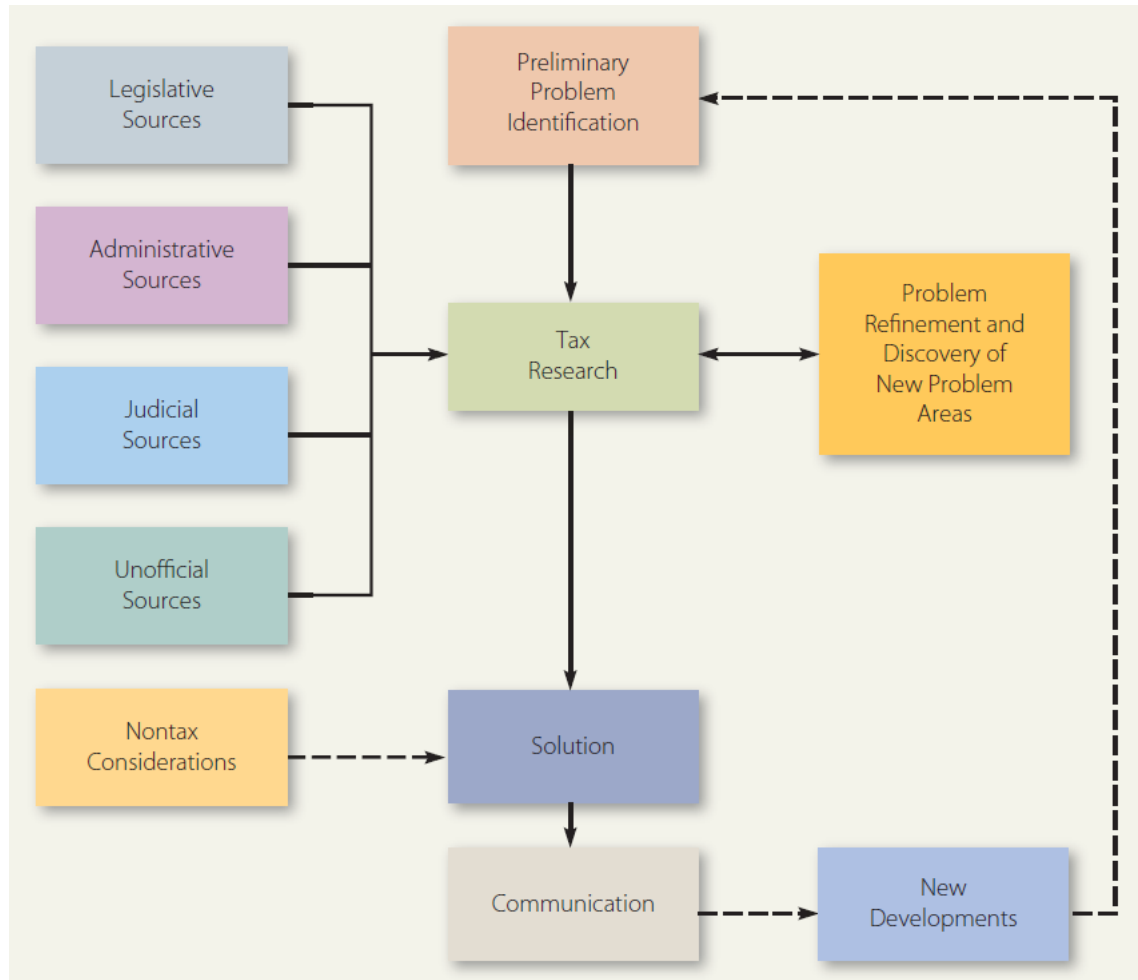 Legislative
Sources
Preliminary
Problem
Identification
Administrative
Sources
Tax
Research
Problem
Refinement and
Discovery of
New Problem
Areas
Judicial
Sources
Unofficial
Sources
Nontax
Considerations
Solution
Communication
New
Developments